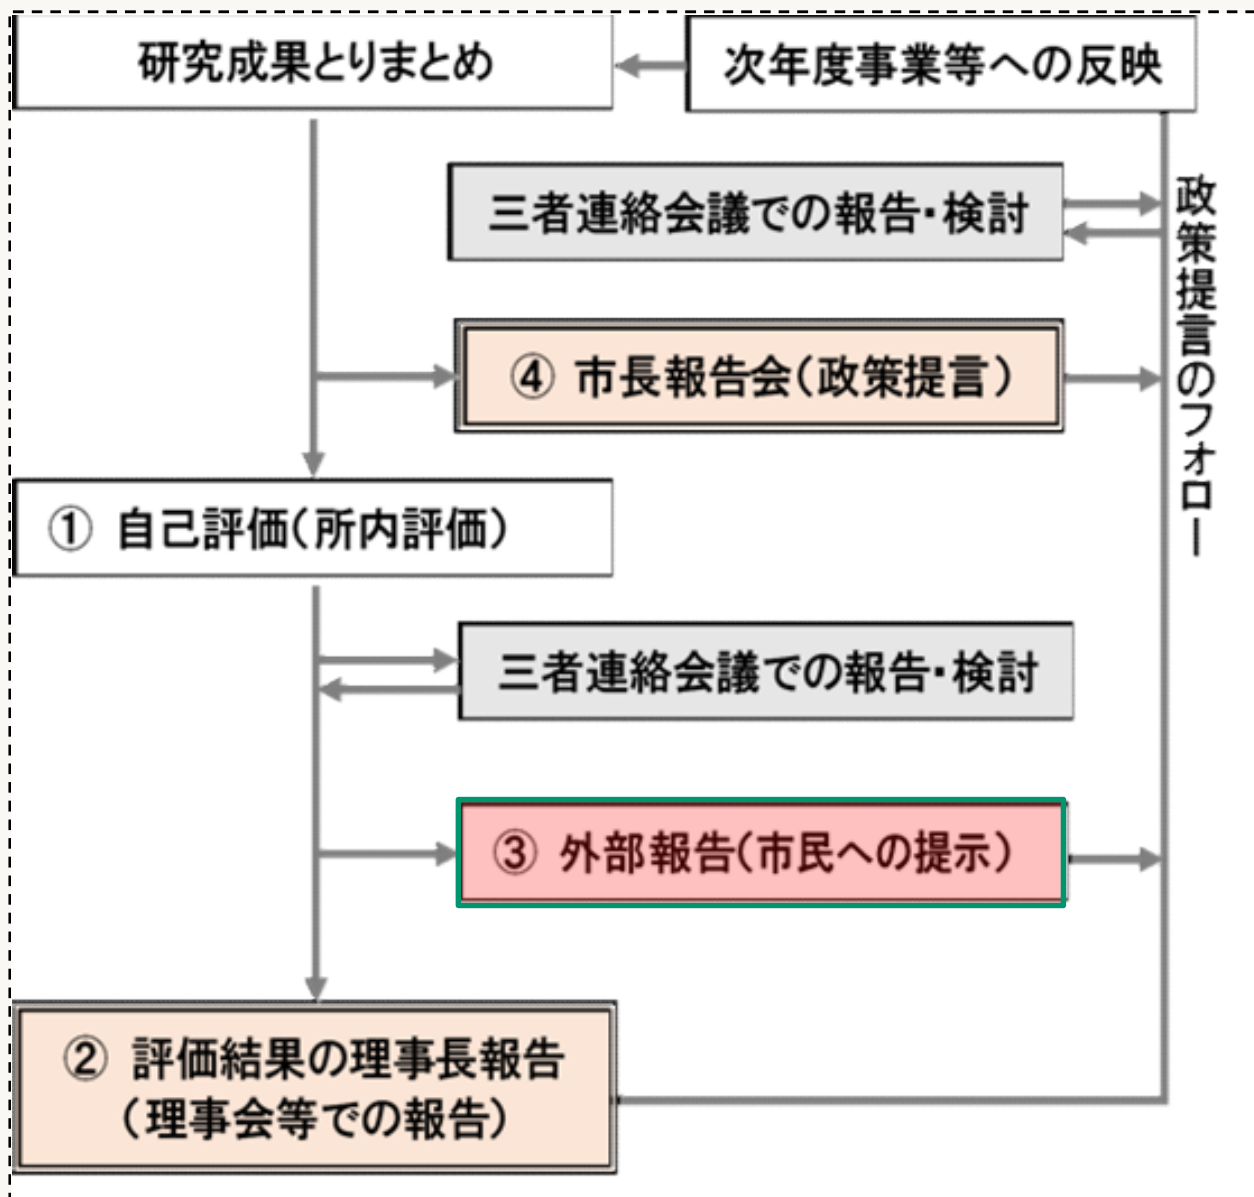 研究成果とりまとめ
次年度事業等への反映
三者連絡会議での報告・検討
政策提言のフォロー
④ 市長報告会(政策提言)
① 自己評価(所内評価)
三者連絡会議での報告・検討
③ 外部報告(市民への提示)
② 評価結果の理事長報告
(理事会等での報告)